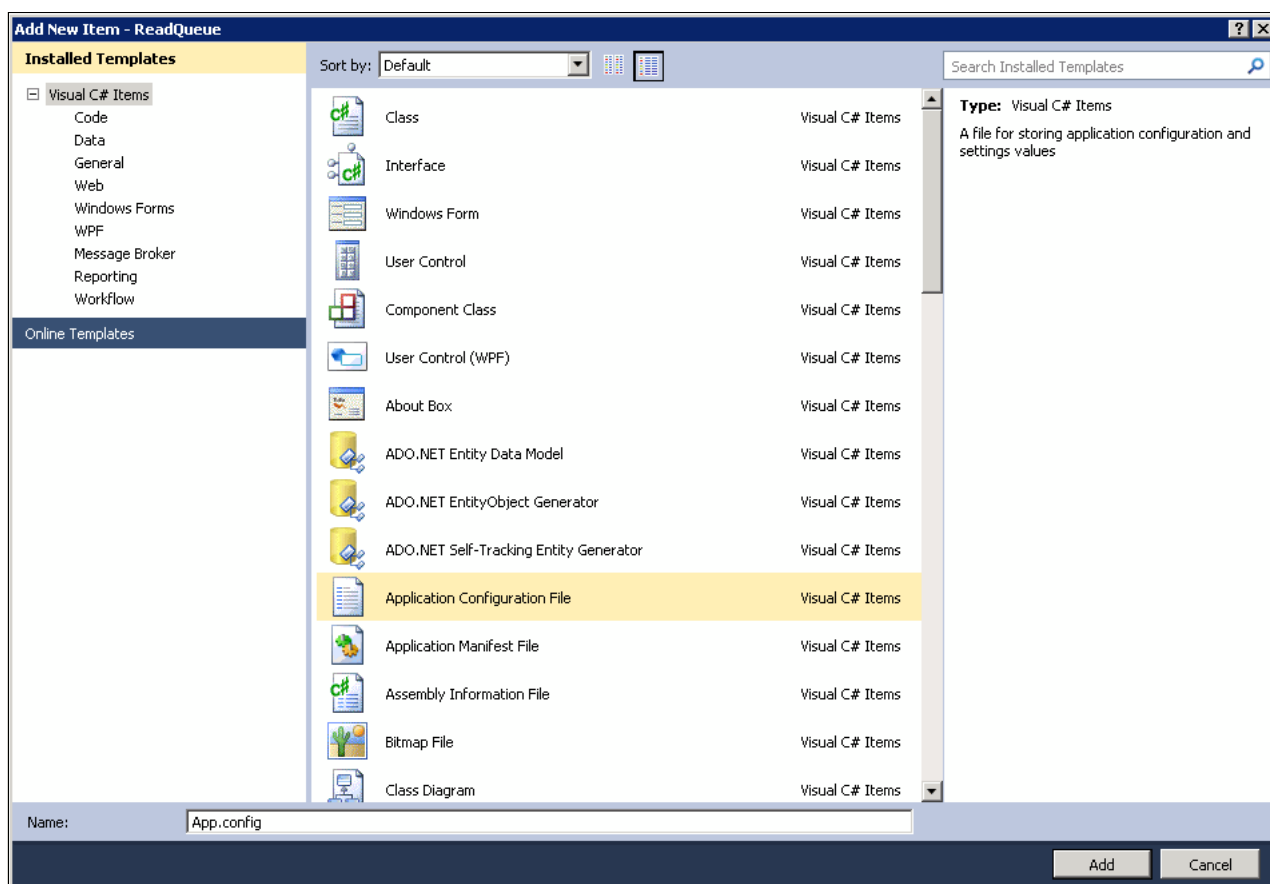 Add New Item - ReadQueue
Installed Templates
Visual C# Items
Code
Data
General
Web
Windows Forms
WPF
Message Broker
Reporting
Workflow
Online Templates
Sort by: Default
Class Visual C# Items
Interface Visual C# Items
Windows Form Visual C# Items
User Control Visual C# Items
Component Class Visual C# Items
User Control (WPF) Visual C# Items
About Box Visual C# Items
ADO.NET Entity Data Model Visual C# Items
ADO.NET EntityObject Generator Visual C# Items
ADO.NET Self-Tracking Entity Generator Visual C# Items
Application Configuration File Visual C# Items
Application Manifest File Visual C# Items
Assembly Information File Visual C# Items
Bitmap File Visual C# Items
Class Diagram Visual C# Items
Search Installed Templates
Type: Visual C# Items
A file for storing application configuration and
settings values
Name: App.config
Add Cancel